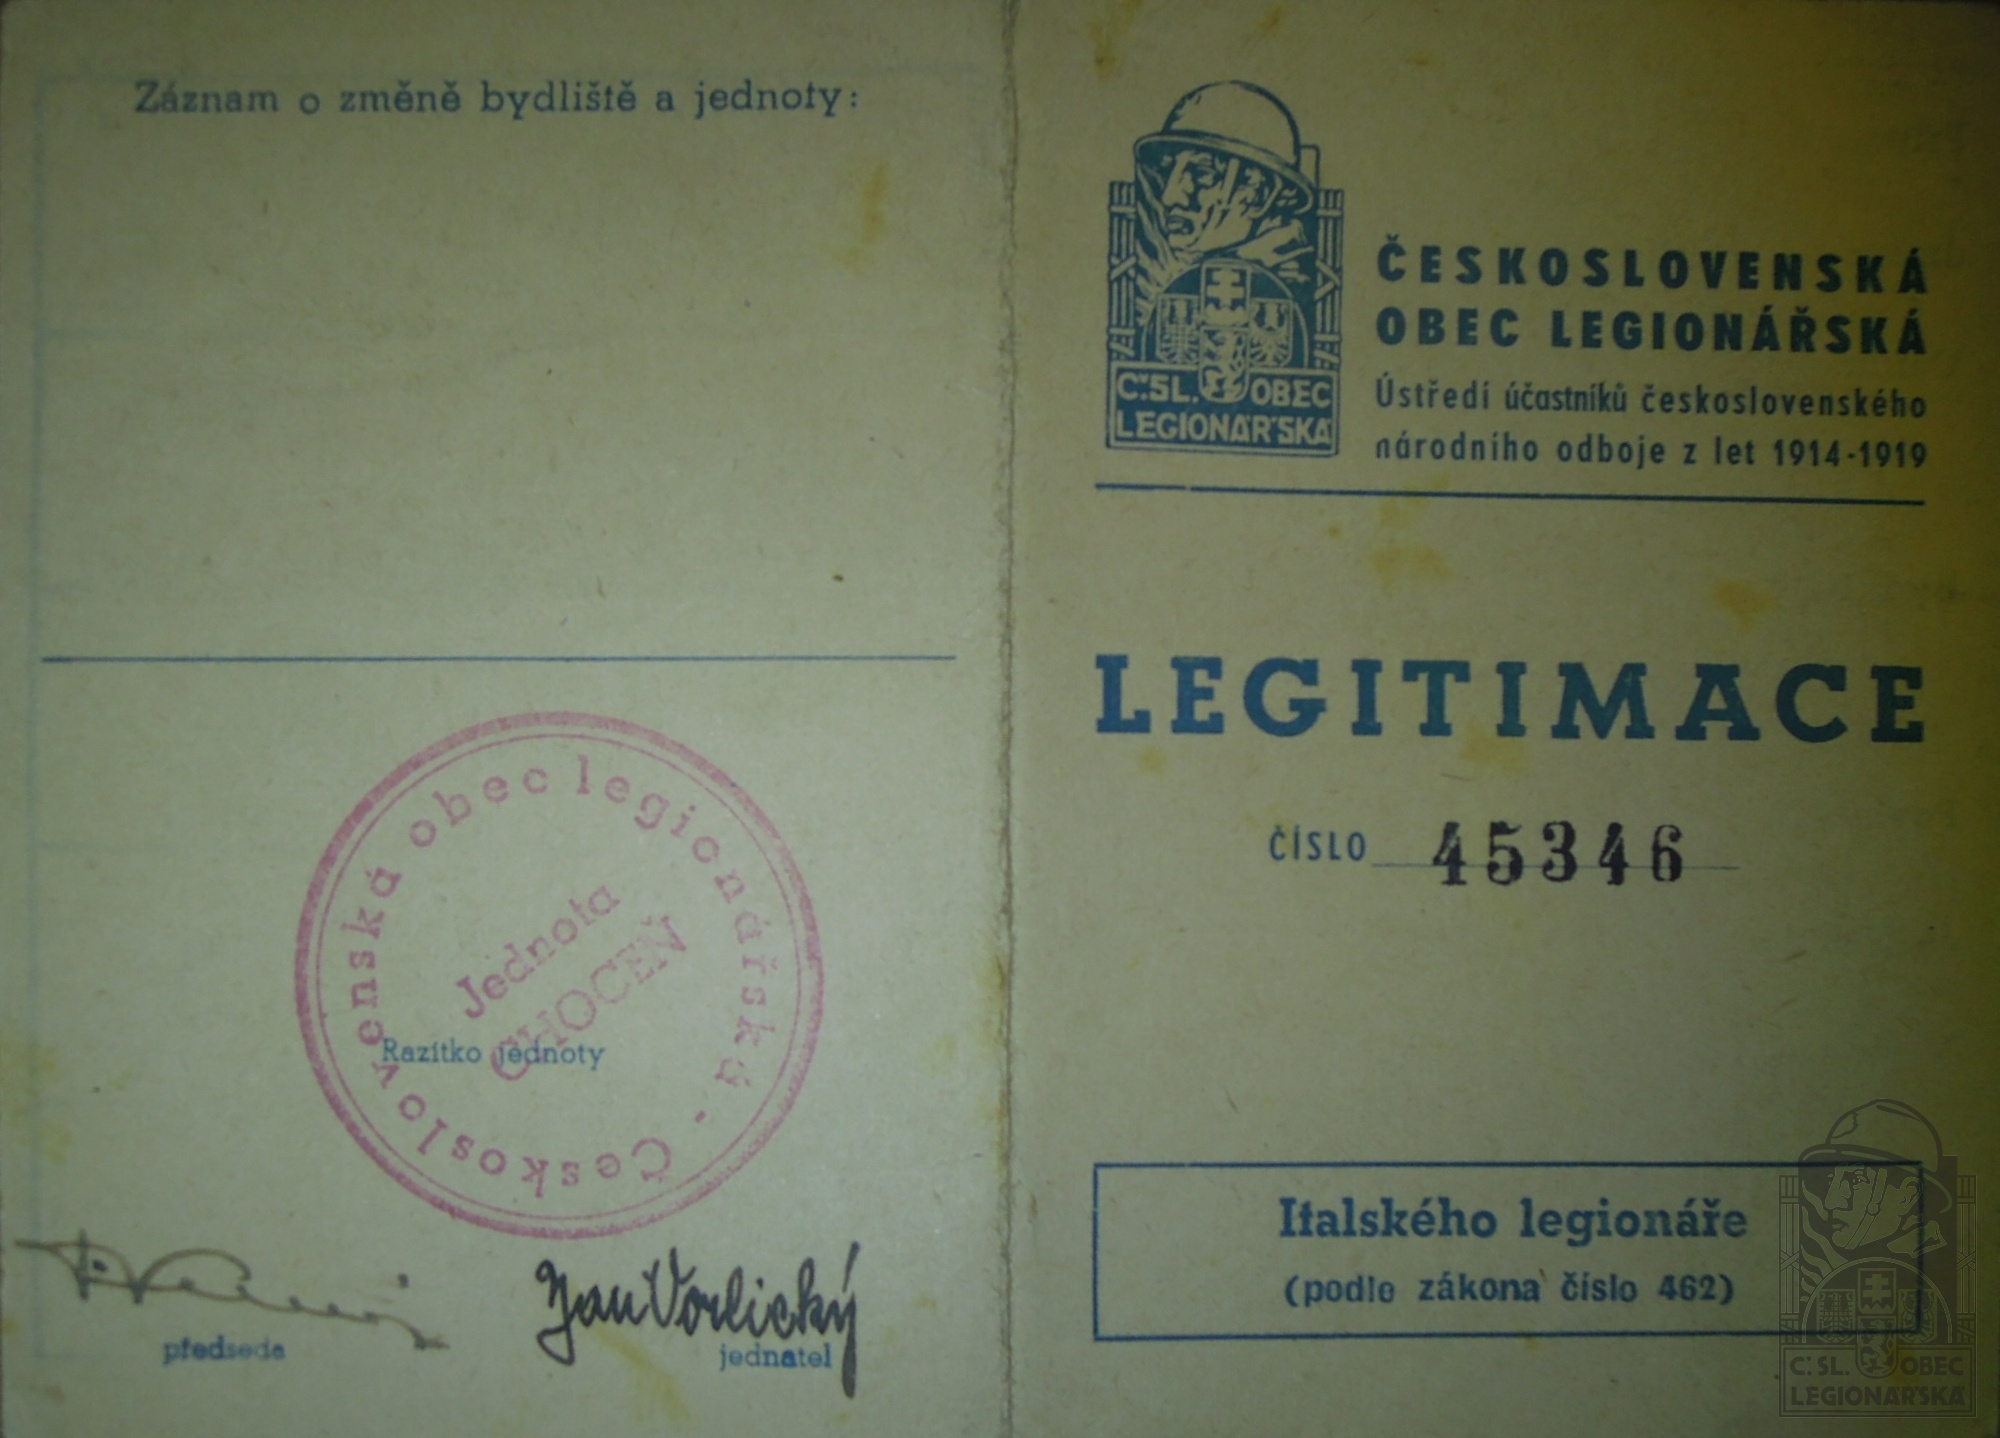 Záznam o změně bydliště a jednoty:
Československá obec legionářská ·
Jednota
CHOCEŇ
Razítko jednoty
předseda
Jan Vorlický
jednatel
Č.SL. OBEC
LEGIONÁŘSKÁ
ČESKOSLOVENSKÁ
OBEC LEGIONÁŘSKÁ
Ústředí účastníků československého
národního odboje z let 1914-1919
LEGITIMACE
ČÍSLO 45346
Italského legionáře
(podle zákona číslo 462)
Č.SL. OBEC
LEGIONÁŘSKÁ